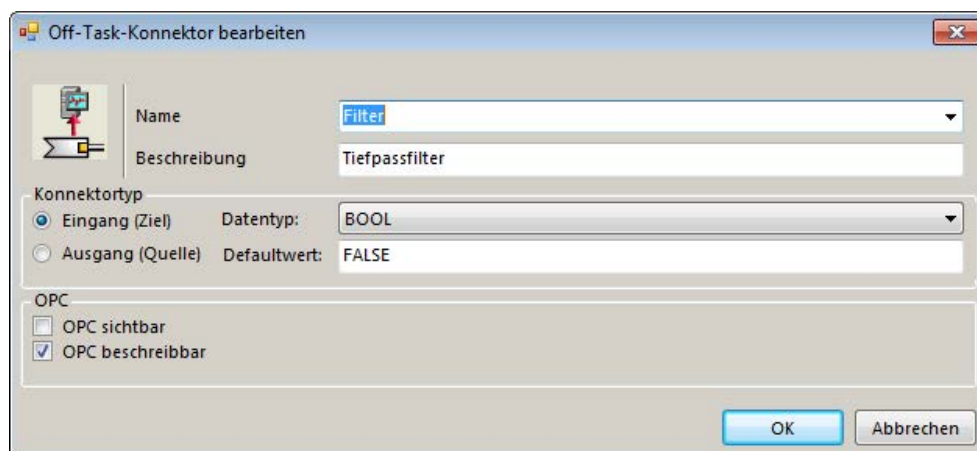 Off-Task-Konnektor bearbeiten
Name Filter
Beschreibung Tiefpassfilter
Konnektortyp
Eingang (Ziel) Datentyp: BOOL
Ausgang (Quelle) Defaultwert: FALSE
OPC
OPC sichtbar
OPC beschreibbar
OK Abbrechen